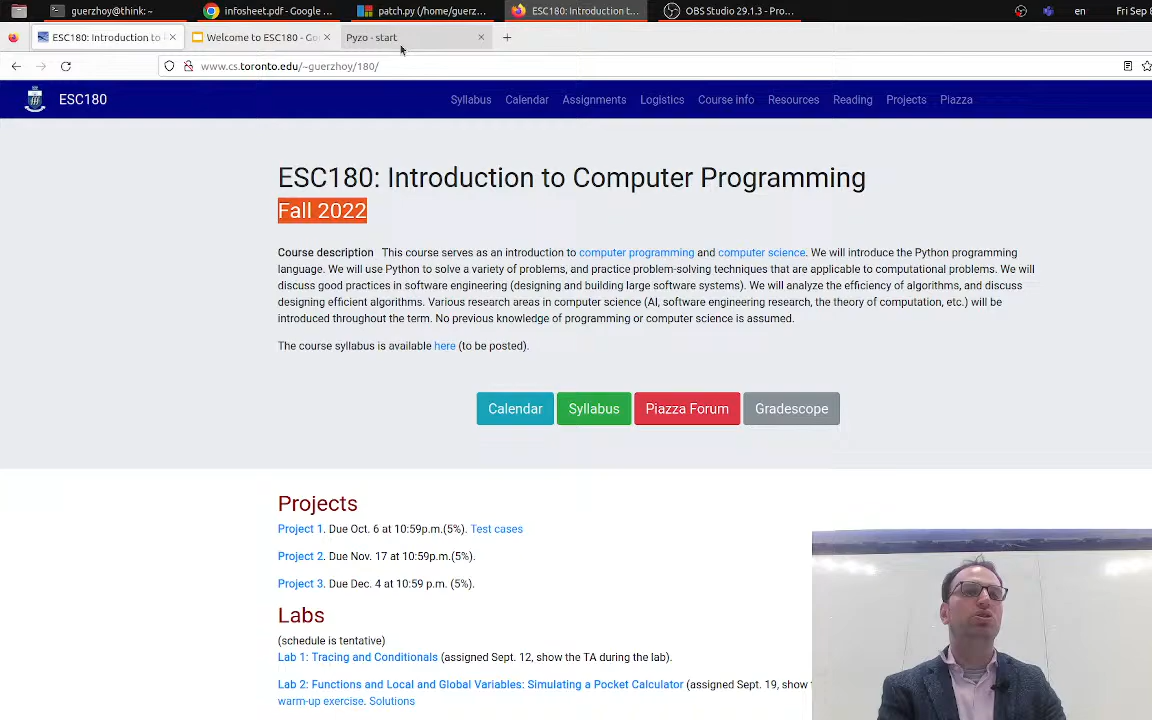 guerzhoy@think: ~
infosheet.pdf - Google ...
patch.py (/home/guerz...
ESC180: Introduction t...
OBS Studio 29.1.3 - Pro...
en
Fri Sep 8
ESC180: Introduction to
Welcome to ESC180 - Go
Pyzo - start
www.cs.toronto.edu/~guerzhoy/180/
ESC180
Syllabus
Calendar
Assignments
Logistics
Course info
Resources
Reading
Projects
Piazza
ESC180: Introduction to Computer Programming
Fall 2022
Course description This course serves as an introduction to computer programming and computer science. We will introduce the Python programming
language. We will use Python to solve a variety of problems, and practice problem-solving techniques that are applicable to computational problems. We will
discuss good practices in software engineering (designing and building large software systems). We will analyze the efficiency of algorithms, and discuss
designing efficient algorithms. Various research areas in computer science (AI, software engineering research, the theory of computation, etc.) will be
introduced throughout the term. No previous knowledge of programming or computer science is assumed.
The course syllabus is available here (to be posted).
Calendar
Syllabus
Piazza Forum
Gradescope
Projects
Project 1. Due Oct. 6 at 10:59p.m.(5%). Test cases
Project 2. Due Nov. 17 at 10:59p.m.(5%).
Project 3. Due Dec. 4 at 10:59 p.m. (5%).
Labs
(schedule is tentative)
Lab 1: Tracing and Conditionals (assigned Sept. 12, show the TA during the lab).
Lab 2: Functions and Local and Global Variables: Simulating a Pocket Calculator (assigned Sept. 19, show
warm-up exercise. Solutions